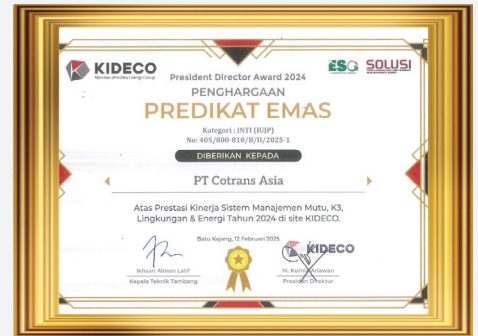 KIDECO
Member of Indika Energy Group
ESG SOLUSI
President Director Award 2024
PENGHARGAAN
PREDIKAT EMAS
Kategori : INTI (IUJP)
No: 405/800-810/B/II/2025-1
DIBERIKAN KEPADA
PT Cotrans Asia
Atas Prestasi Kinerja Sistem Manajemen Mutu, K3,
Lingkungan & Energi Tahun 2024 di site KIDECO.
Batu Kajang, 12 Februari 2025
KIDECO
Ikhsan Almon Latif
M. Kurnia Ariawan
Kepala Teknik Tambang
Presiden Direktur